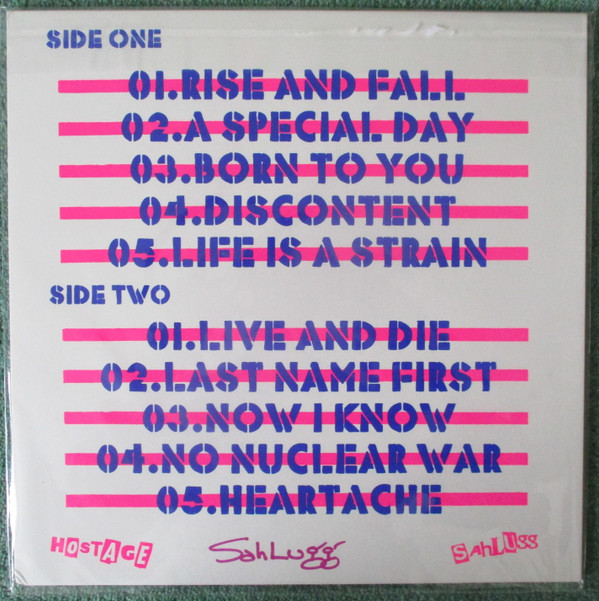 SIDE ONE
01.RISE AND FALL
02.A SPECIAL DAY
03.BORN TO YOU
04.DISCONTENT
05.LIFE IS A STRAIN
SIDE TWO
01.LIVE AND DIE
02.LAST NAME FIRST
03.NOW I KNOW
04.NO NUCLEAR WAR
05.HEARTACHE
HOSTAGE SahLugg SahLUgg